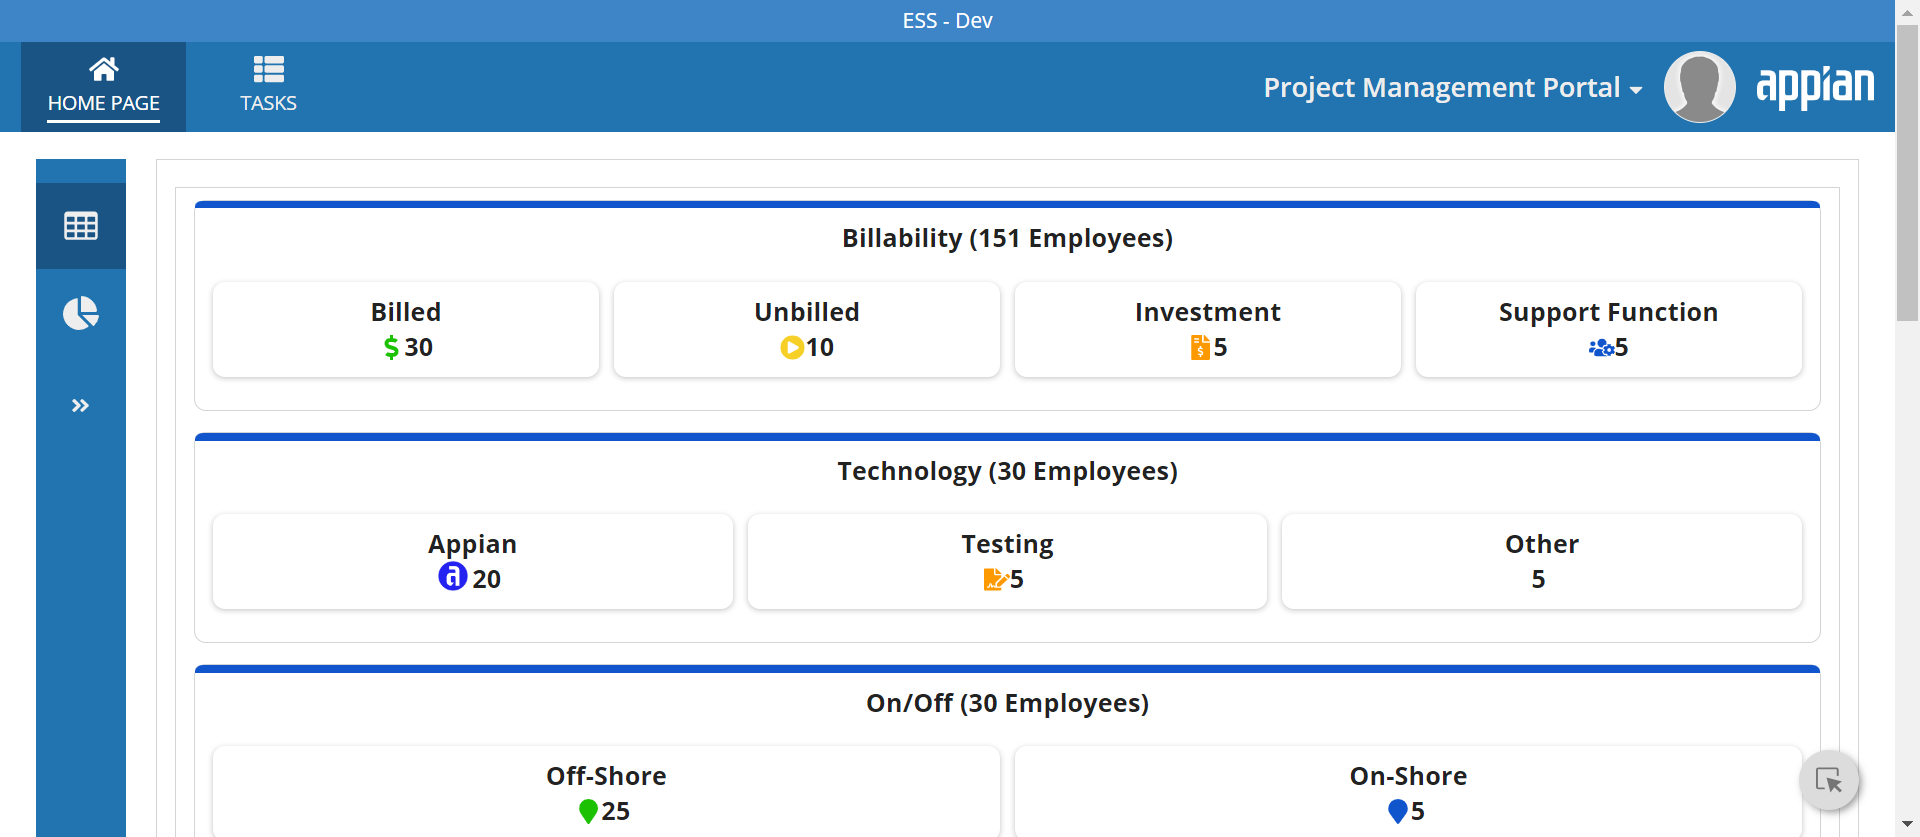 ESS - Dev
HOME PAGE
TASKS
Project Management Portal
appian
Billability (151 Employees)
Billed
$ 30
Unbilled
10
Investment
$ 5
Support Function
5
Technology (30 Employees)
Appian
a 20
Testing
5
Other
5
On/Off (30 Employees)
Off-Shore
25
On-Shore
5